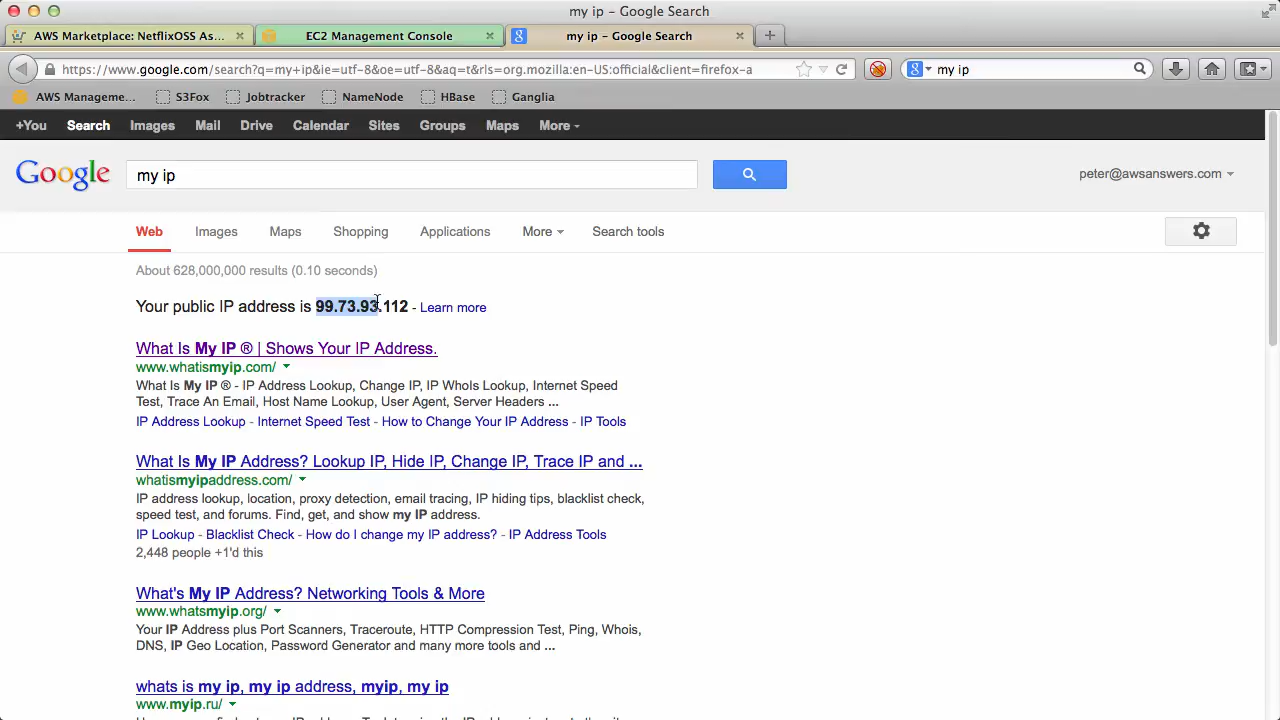 my ip – Google Search
AWS Marketplace: NetflixOSS As...
EC2 Management Console
my ip – Google Search
https://www.google.com/search?q=my+ip&ie=utf-8&oe=utf-8&aq=t&rls=org.mozilla:en-US:official&client=firefox-a
my ip
AWS Manageme...
S3Fox
Jobtracker
NameNode
HBase
Ganglia
+You
Search
Images
Mail
Drive
Calendar
Sites
Groups
Maps
More
Google
my ip
peter@awsanswers.com
Web
Images
Maps
Shopping
Applications
More
Search tools
About 628,000,000 results (0.10 seconds)
Your public IP address is 99.73.93.112 - Learn more
What Is My IP ® | Shows Your IP Address.
www.whatismyip.com/
What Is My IP ® - IP Address Lookup, Change IP, IP WhoIs Lookup, Internet Speed
Test, Trace An Email, Host Name Lookup, User Agent, Server Headers ...
IP Address Lookup - Internet Speed Test - How to Change Your IP Address - IP Tools
What Is My IP Address? Lookup IP, Hide IP, Change IP, Trace IP and ...
whatismyipaddress.com/
IP address lookup, location, proxy detection, email tracing, IP hiding tips, blacklist check,
speed test, and forums. Find, get, and show my IP address.
IP Lookup - Blacklist Check - How do I change my IP address? - IP Address Tools
2,448 people +1'd this
What's My IP Address? Networking Tools & More
www.whatsmyip.org/
Your IP Address plus Port Scanners, Traceroute, HTTP Compression Test, Ping, Whois,
DNS, IP Geo Location, Password Generator and many more tools and ...
whats is my ip, my ip address, myip, my ip
www.myip.ru/